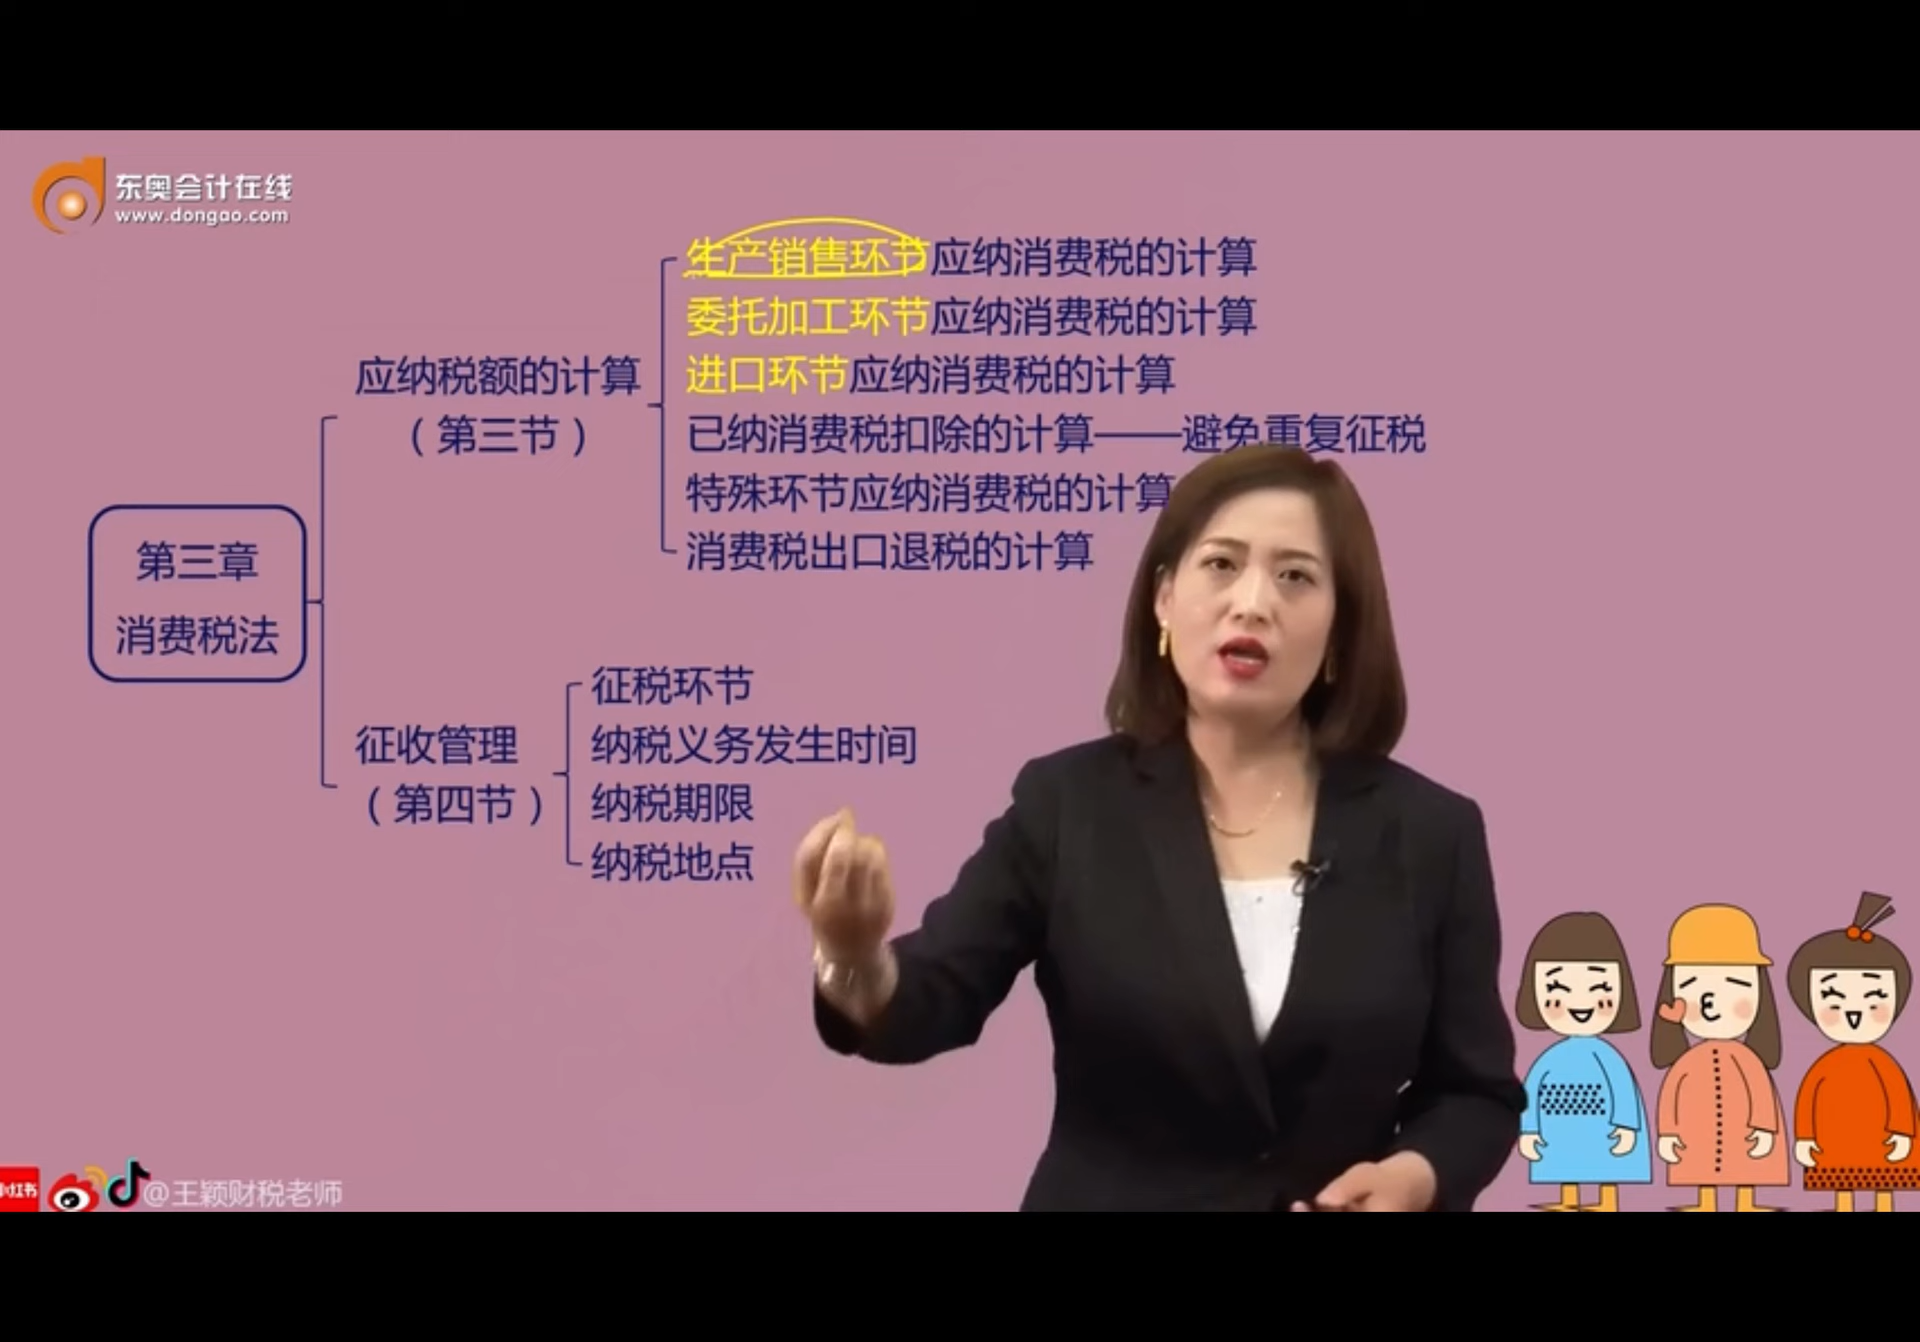 东奥会计在线
www.dongao.com
生产销售环节应纳消费税的计算
委托加工环节应纳消费税的计算
进口环节应纳消费税的计算
应纳税额的计算
（第三节）
已纳消费税扣除的计算——避免重复征税
特殊环节应纳消费税的计算
消费税出口退税的计算
第三章
消费税法
征税环节
征收管理
（第四节）
纳税义务发生时间
纳税期限
纳税地点
小红书
@王颖财税老师